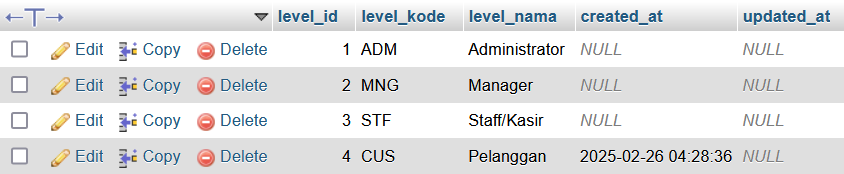 level_id level_kode level_nama created_at updated_at
Edit Copy Delete 1 ADM Administrator NULL NULL
Edit Copy Delete 2 MNG Manager NULL NULL
Edit Copy Delete 3 STF Staff/Kasir NULL NULL
Edit Copy Delete 4 CUS Pelanggan 2025-02-26 04:28:36 NULL